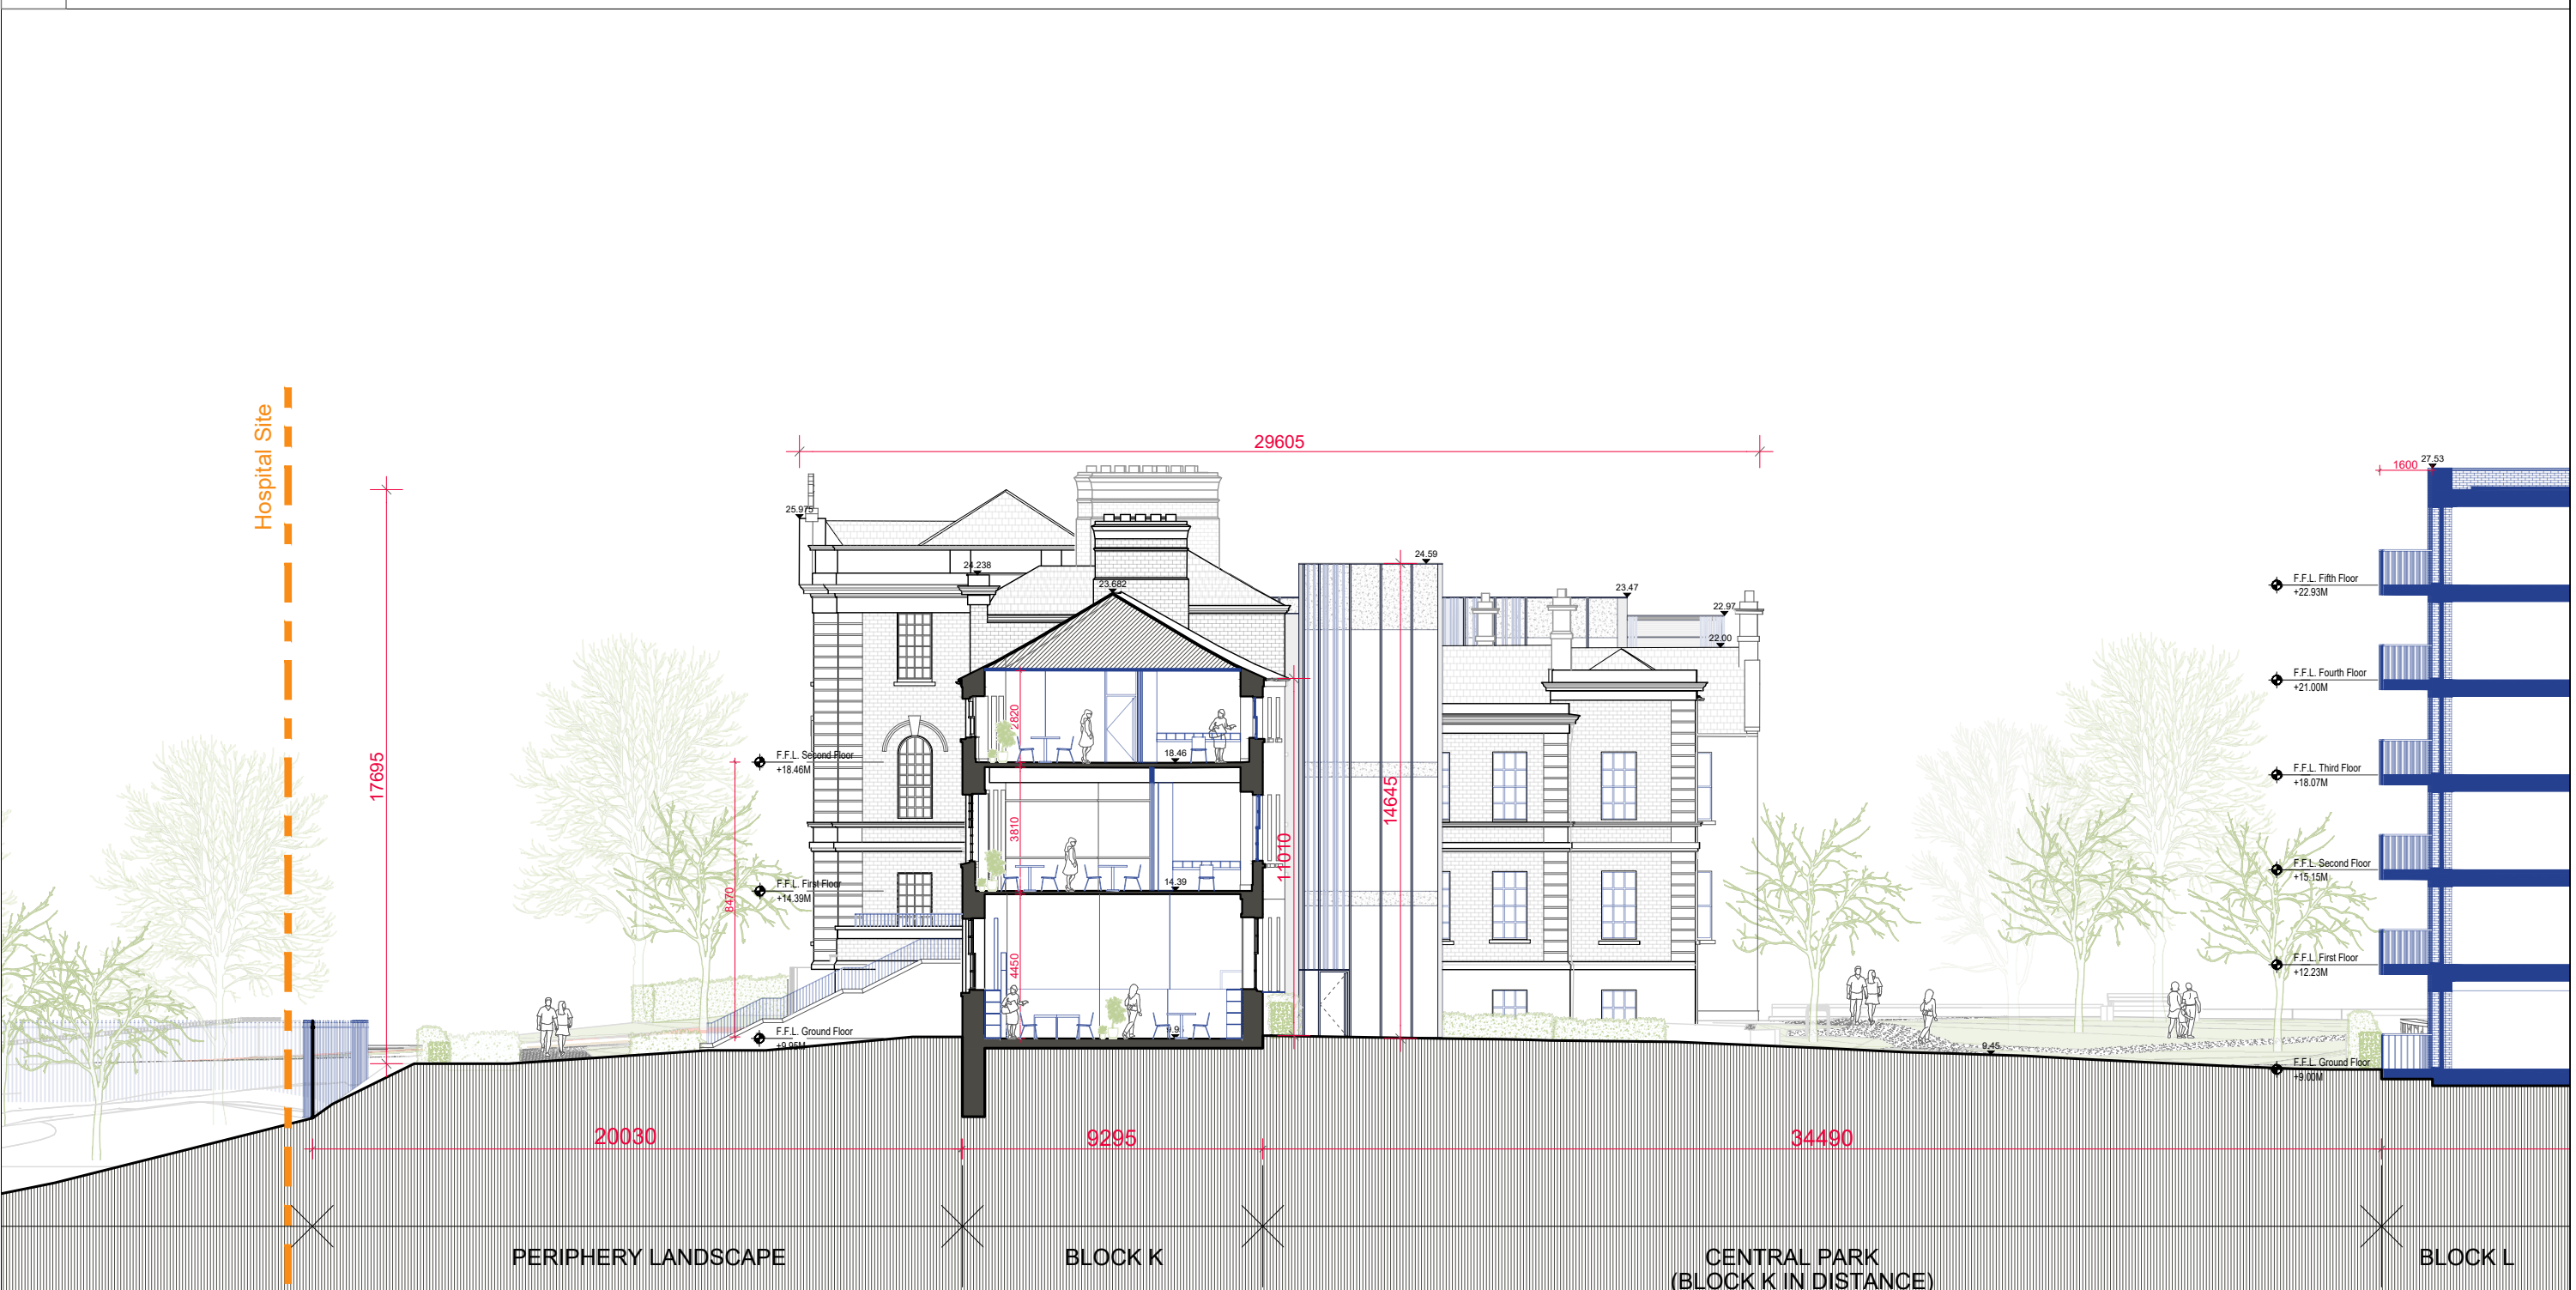 Hospital Site
29605
1600
27.53
25.975
24.59
24.238
23.682
23.47
22.97
22.00
F.F.L. Fifth Floor
+22.93M
F.F.L. Fourth Floor
+21.00M
17695
2820
18.46
F.F.L. Second Floor
+18.46M
F.F.L. Third Floor
+18.07M
14645
3810
11010
14.39
F.F.L. First Floor
+14.39M
8470
F.F.L. Second Floor
+15.15M
4450
F.F.L. First Floor
+12.23M
F.F.L. Ground Floor
+9.95M
9.45
F.F.L. Ground Floor
+9.00M
20030
9295
34490
PERIPHERY LANDSCAPE
BLOCK K
CENTRAL PARK
(BLOCK K IN DISTANCE)
BLOCK L